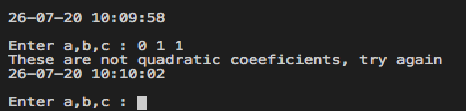 26-07-20 10:09:58
Enter a,b,c : 0 1 1
These are not quadratic coeeficients, try again
26-07-20 10:10:02
Enter a,b,c :